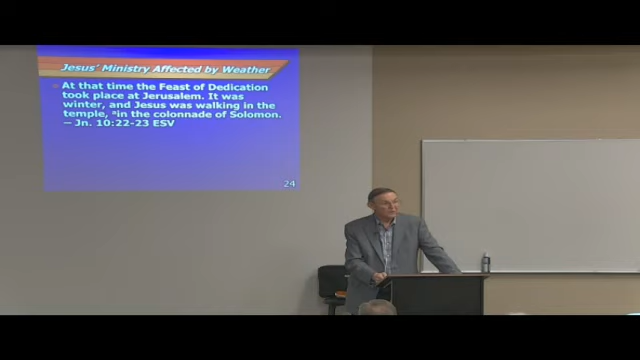 Jesus' Ministry Affected by Weather
At that time the Feast of Dedication
took place at Jerusalem. It was
winter, and Jesus was walking in the
temple, in the colonnade of Solomon.
– Jn. 10:22-23 ESV
24